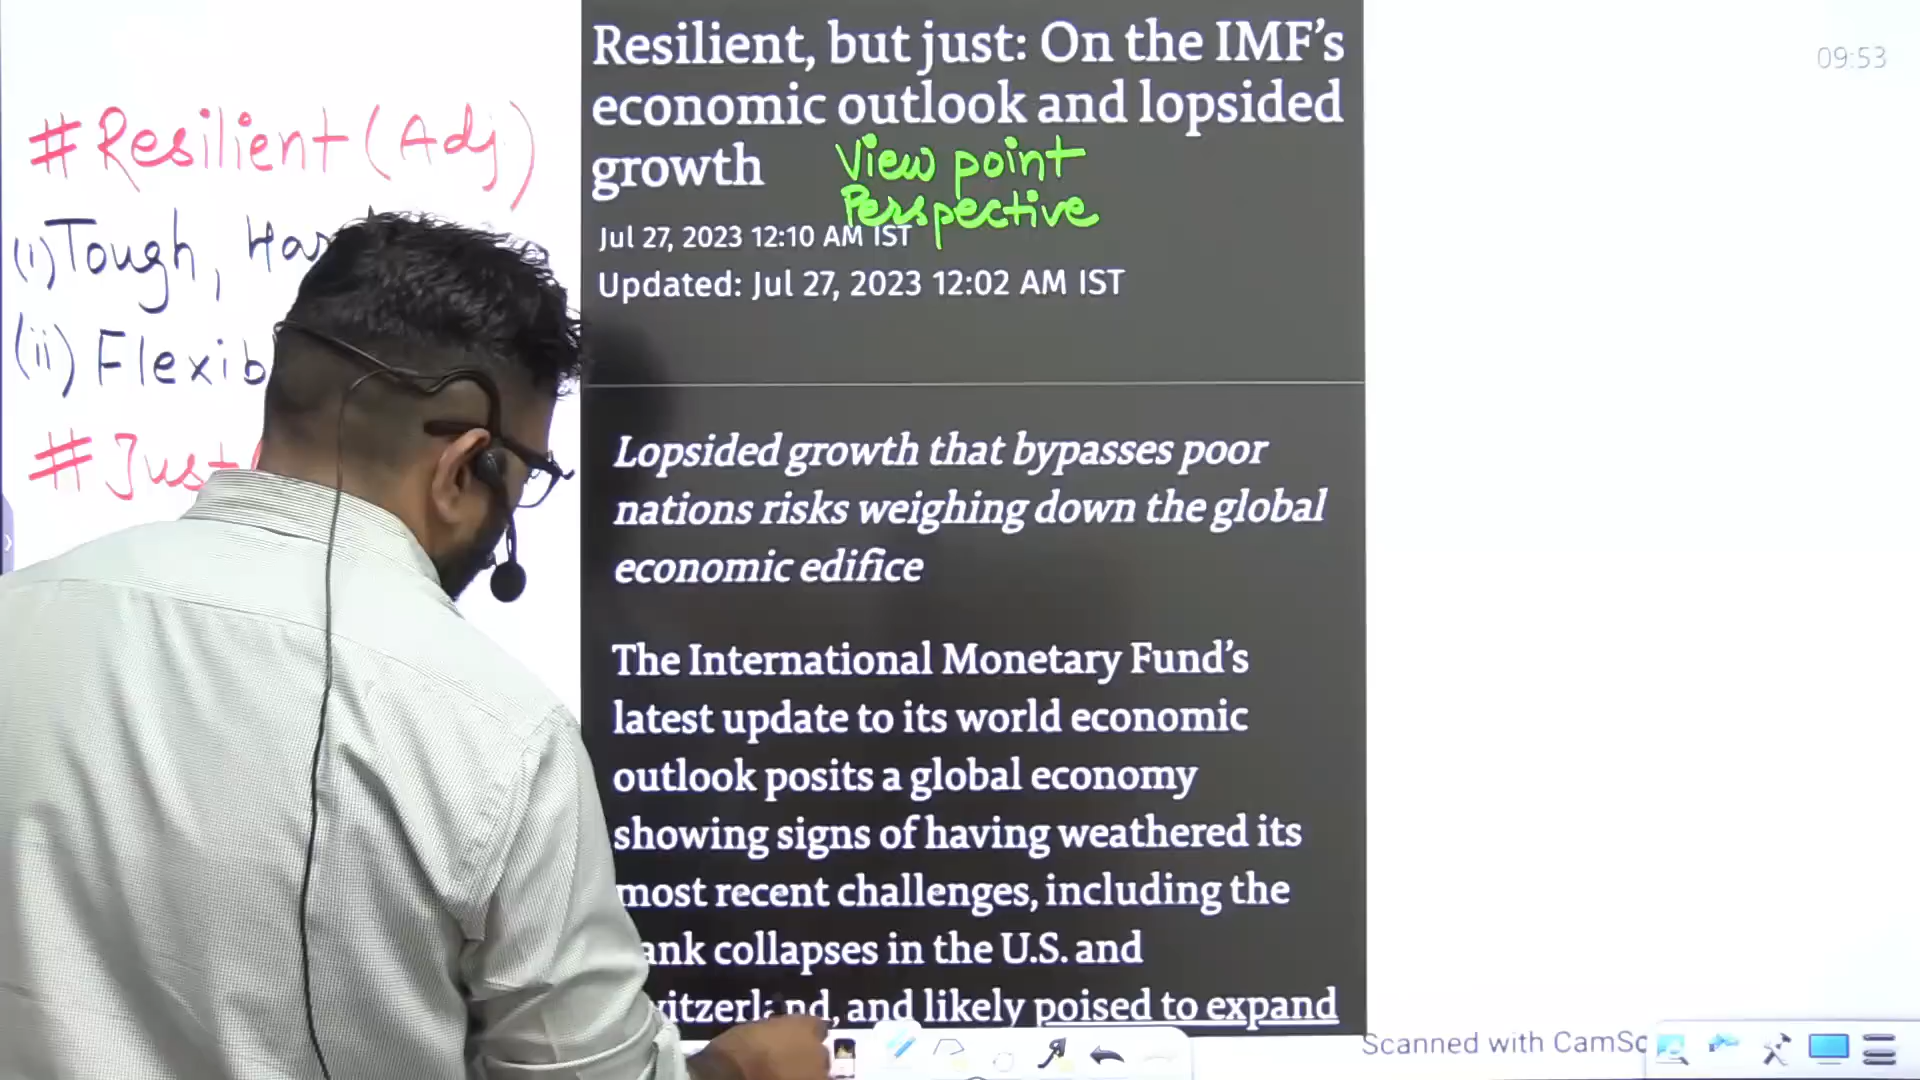 Resilient, but just: On the IMF's
economic outlook and lopsided
growth
View point
Perspective
Jul 27, 2023 12:10 AM IST
Updated: Jul 27, 2023 12:02 AM IST
09:53
#Resilient (Adj)
(i) Tough,
(ii)
#Just
Lopsided growth that bypasses poor
nations risks weighing down the global
economic edifice
The International Monetary Fund's
latest update to its world economic
outlook posits a global economy
showing signs of having weathered its
most recent challenges, including the
collapses in the U.S. and
and likely poised to expand
Scanned with